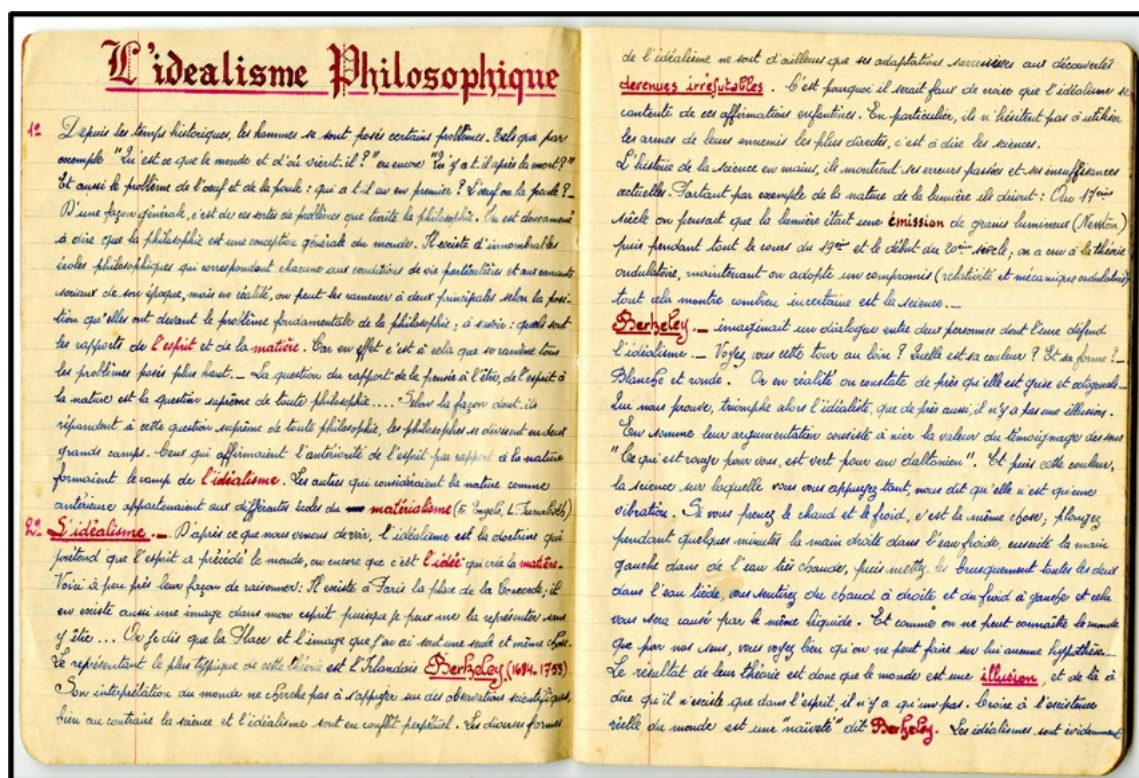 L'idealisme Philosophique
1º Depuis les temps historiques, les hommes se sont posés certains problèmes. Tels que par
exemple "Qu'est ce que le monde et d'où vient-il ?" ou encore "Qu'y a t-il après la mort ?"
Et aussi le problème de l'œuf et de la poule : qui a t-il eu en premier ? L'œuf ou la poule ?_
D'une façon générale, c'est de ces sortes de problèmes que traite la philosophie. On est donc amené
à dire que la philosophie est une conception générale du monde. Il existe d'innombrables
écoles philosophiques qui correspondent chacune aux conditions de vie particulières et aux courants
sociaux de son époque, mais en réalité, on peut les ramener à deux principales selon la posi-
tion qu'elles ont devant le problème fondamentale de la philosophie ; à savoir : quels sont
les rapports de l'esprit et de la matière. Car en effet c'est à cela que se ramène tous
les problèmes posés plus haut._ La question du rapport de la pensée à l'être, de l'esprit à
la nature est la question suprême de toute philosophie.... Selon la façon dont ils
répondent à cette question suprême de toute philosophie, les philosophes se divisent en deux
grands camps. Ceux qui affirmaient l'antériorité de l'esprit par rapport à la nature
formaient le camp de l'idéalisme. Les autres qui considéraient la nature comme
antérieure appartenaient aux différentes écoles du matérialisme (F. Engels, L. Feuerbach)
2º L'idéalisme._ D'après ce que nous venons de voir, l'idéalisme est la doctrine qui
prétend que l'esprit a précédé le monde, ou encore que c'est l'idée qui crée la matière.
Voici à peu près leur façon de raisonner : Il existe à Paris la place de la Concorde ; il
en existe aussi une image dans mon esprit puisque je peux me la représenter sans
y être... Or je dis que la Place et l'image que j'en ai sont une seule et même chose.
Le représentant le plus typique de cette théorie est l'Irlandais Berkeley (1684.1753)
Son interprétation du monde ne cherche pas à s'appuyer sur des observations scientifiques,
bien au contraire la science et l'idéalisme sont en conflit perpétuel. Les diverses formes
de l'idéalisme ne sont d'ailleurs que ses adaptations successives aux découvertes
devenues irréfutables. C'est pourquoi il serait faux de croire que l'idéalisme se
contente de ces affirmations enfantines. En particulier, ils n'hésitent pas à utiliser
les armes de leurs ennemis les plus directes, c'est à dire les sciences.
L'histoire de la science en mains, ils montrent ses erreurs passées et ses insuffisances
actuelles. Partant par exemple de la nature de la lumière ils diront : Au 17ème
siècle on pensait que la lumière était une émission de grains lumineux (Newton)
puis pendant tout le cours du 19ème et le début du 20ème siècle, on a cru à la théorie
ondulatoire, maintenant on adopte un compromis (relativité et mécanique ondulatoire)
tout cela montre combien incertaine est la science._
Berkeley._ imaginait un dialogue entre deux personnes dont l'une défend
l'idéalisme._ Voyez vous cette tour au loin ? Quelle est sa couleur ? Et sa forme ?_
Blanche et ronde. Or en réalité on constate de près qu'elle est grise et octogonale_
Qui nous prouve, triomphe alors l'idéaliste, que de près aussi, il n'y a pas une illusion.
En somme leur argumentation consiste à nier la valeur du témoignage des sens
"Ce qui est rouge pour vous, est vert pour un daltonien". Et puis cette couleur,
la science sur laquelle vous vous appuyez tant, nous dit qu'elle n'est qu'une
vibration. Si vous prenez le chaud et le froid, c'est la même chose ; plongez
pendant quelques minutes la main droite dans l'eau froide, ensuite la main
gauche dans de l'eau très chaude, puis mettez les brusquement toutes les deux
dans l'eau tiède, vous sentirez du chaud à droite et du froid à gauche et cela
vous sera causé par le même liquide. Et comme on ne peut connaître le monde
que par nos sens, vous voyez bien qu'on ne peut faire sur lui aucune hypothèse._
Le résultat de leur théorie est donc que le monde est une illusion, et de là à
dire qu'il n'existe que dans l'esprit, il n'y a qu'un pas. Croire à l'existence
réelle du monde est une "naïveté" dit Berkeley. Les idéalismes sont évidemment